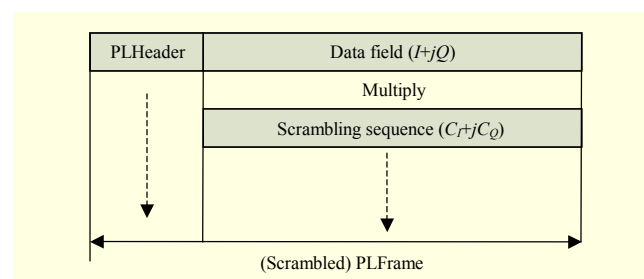 PLHeader
Data field (I+jQ)
Multiply
Scrambling sequence (CI+jCQ)
(Scrambled) PLFrame